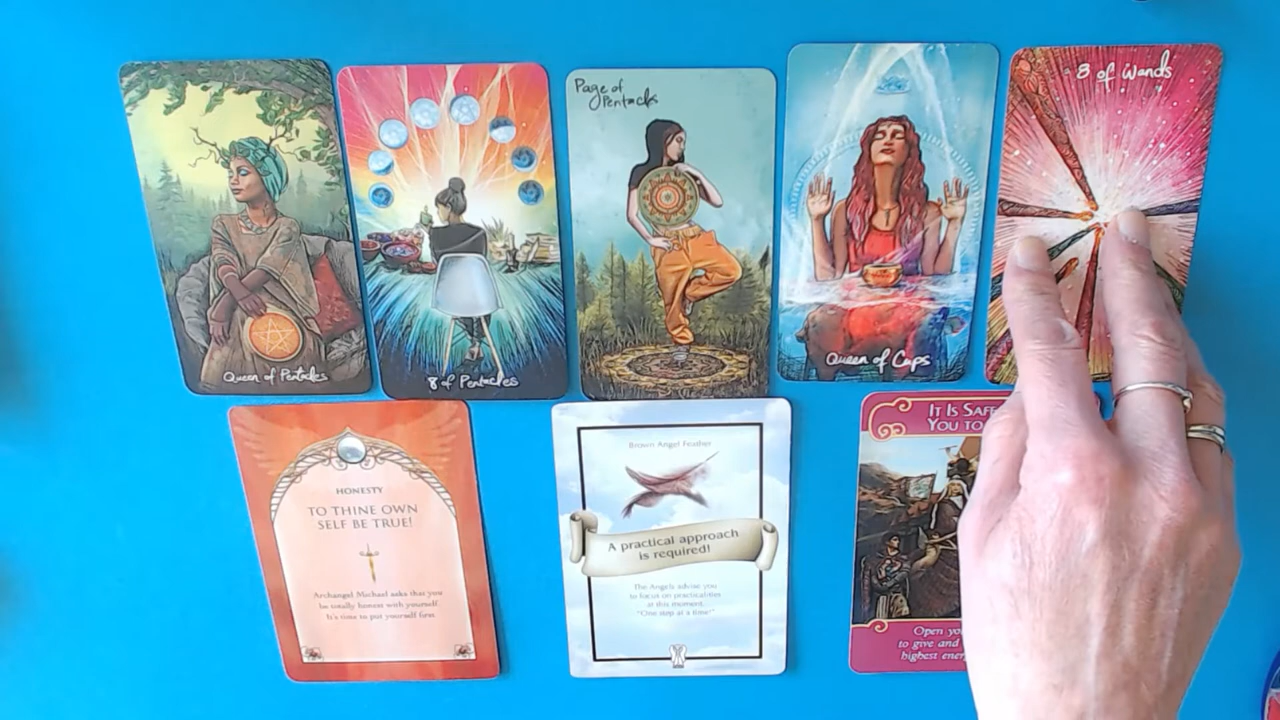 Page of
Pentacles
8 of Wands
Queen of Pentacles
8 of Pentacles
Queen of Cups
HONESTY
TO THINE OWN
SELF BE TRUE!
Archangel Michael asks that you
be totally honest with yourself
It's time to put yourself first
Brown Angel Feather
A practical approach
is required!
The Angels advise you
to focus on practicalities
at this moment...
"One step at a time!"
IT IS SAFE
YOU TO
Open
to give and
highest